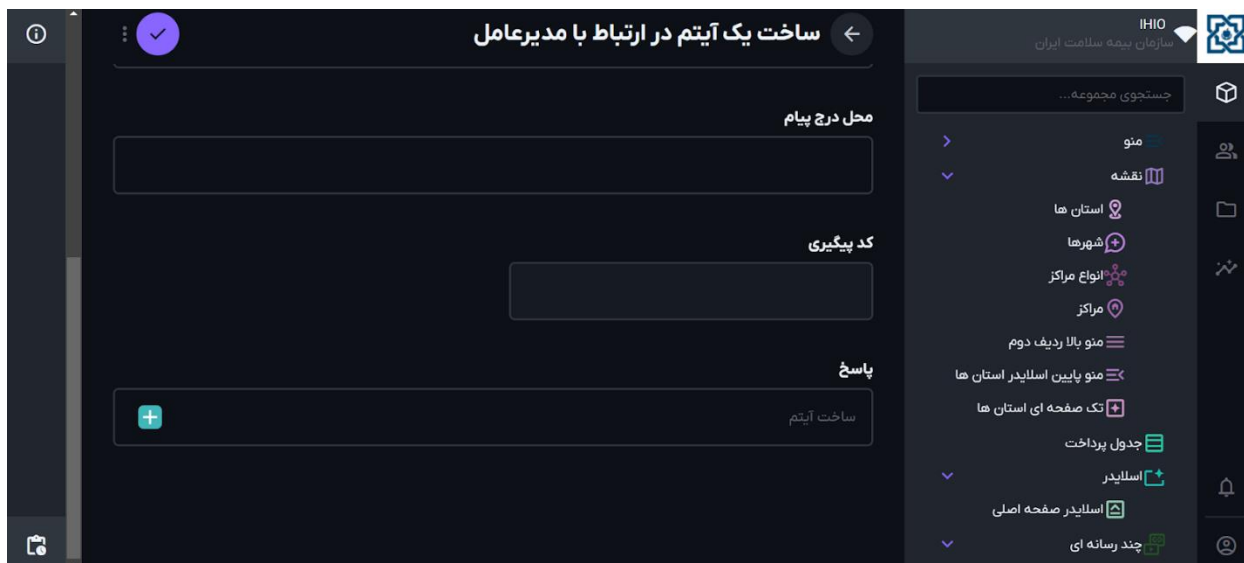 IHIO
سازمان بیمه سلامت ایران
جستجوی مجموعه...
منو
نقشه
استان ها
شهرها
انواع مراکز
مراکز
منو بالا ردیف دوم
منو پایین اسلایدر استان ها
تک صفحه ای استان ها
جدول پرداخت
اسلایدر
اسلایدر صفحه اصلی
چند رسانه ای
ساخت یک آیتم در ارتباط با مدیرعامل
محل درج پیام
کد پیگیری
پاسخ
ساخت آیتم